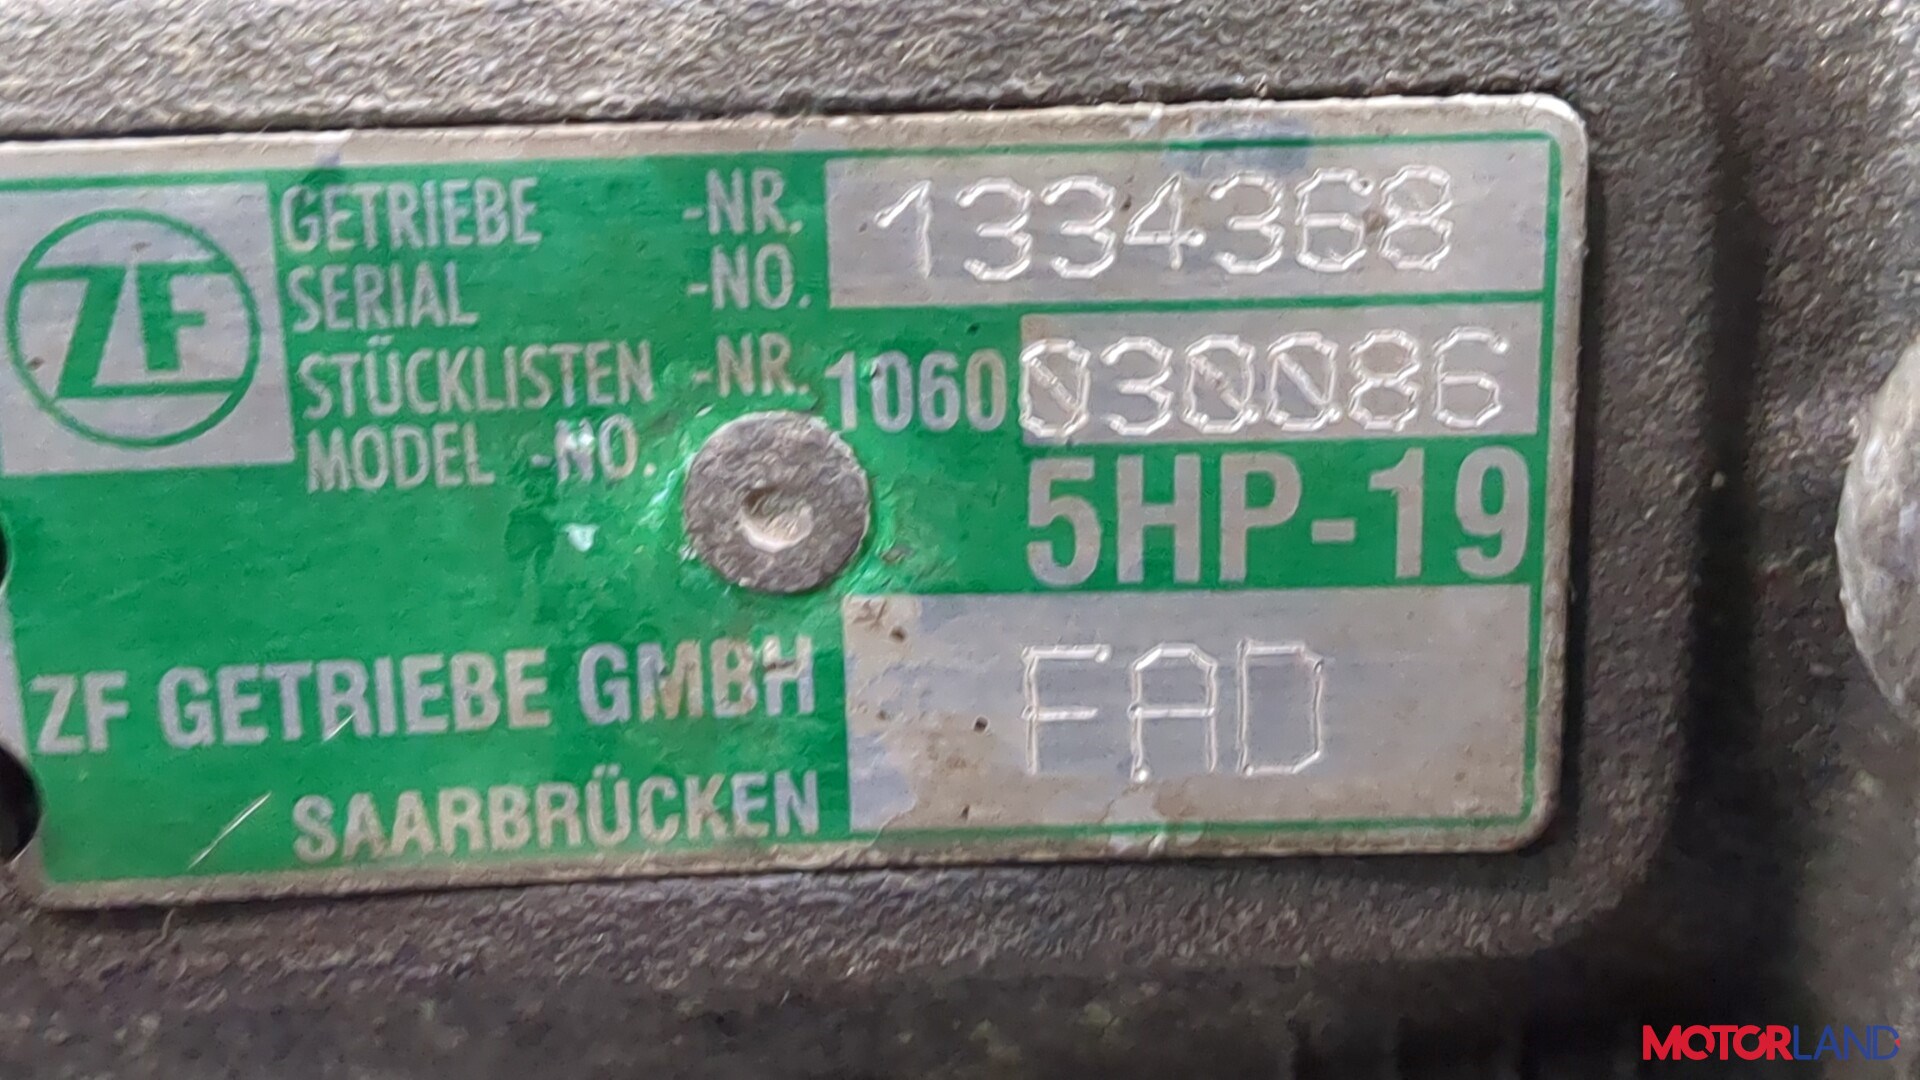 ZF
GETRIEBE -NR. 1334368
SERIAL -NO.
STÜCKLISTEN -NR. 1060 030086
MODEL -NO.
5HP-19
ZF GETRIEBE GMBH FAD
SAARBRÜCKEN
MOTORLAND